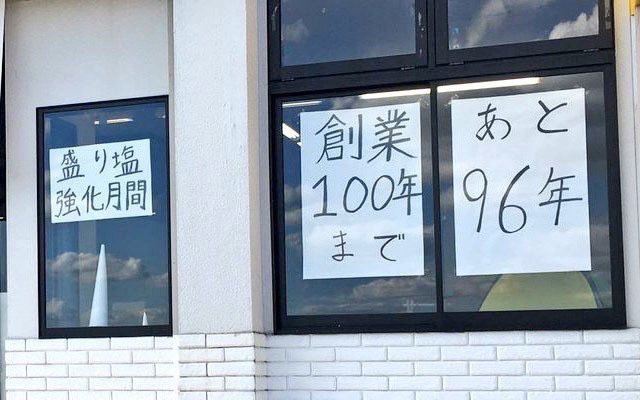 盛り塩
強化月間
創業
100年
まで
あと
96年